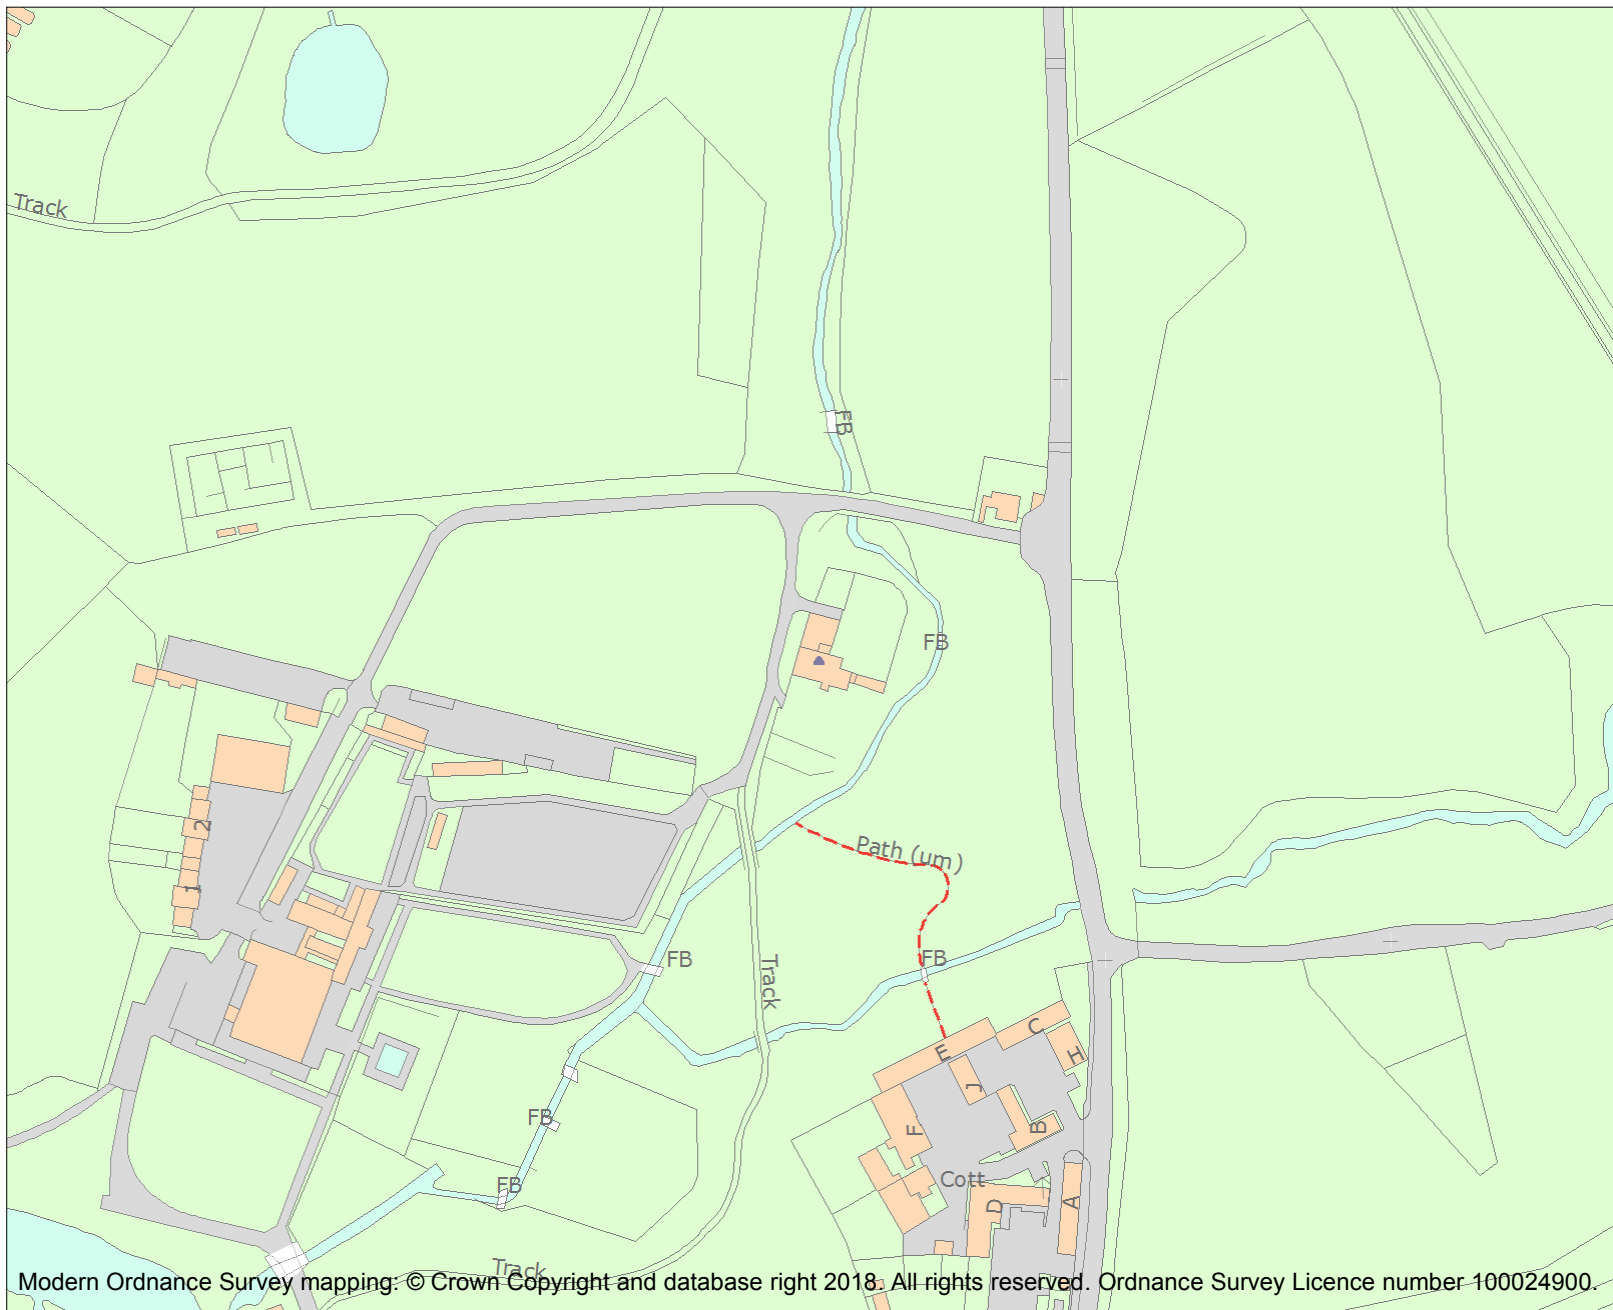 Track
FB
FB
2
Path (um)
1
FB
FB
Track
C
E
H
J
FB
F
B
Cott
FB
A
D
Track
Modern Ordnance Survey mapping: © Crown Copyright and database right 2018. All rights reserved. Ordnance Survey Licence number 100024900.